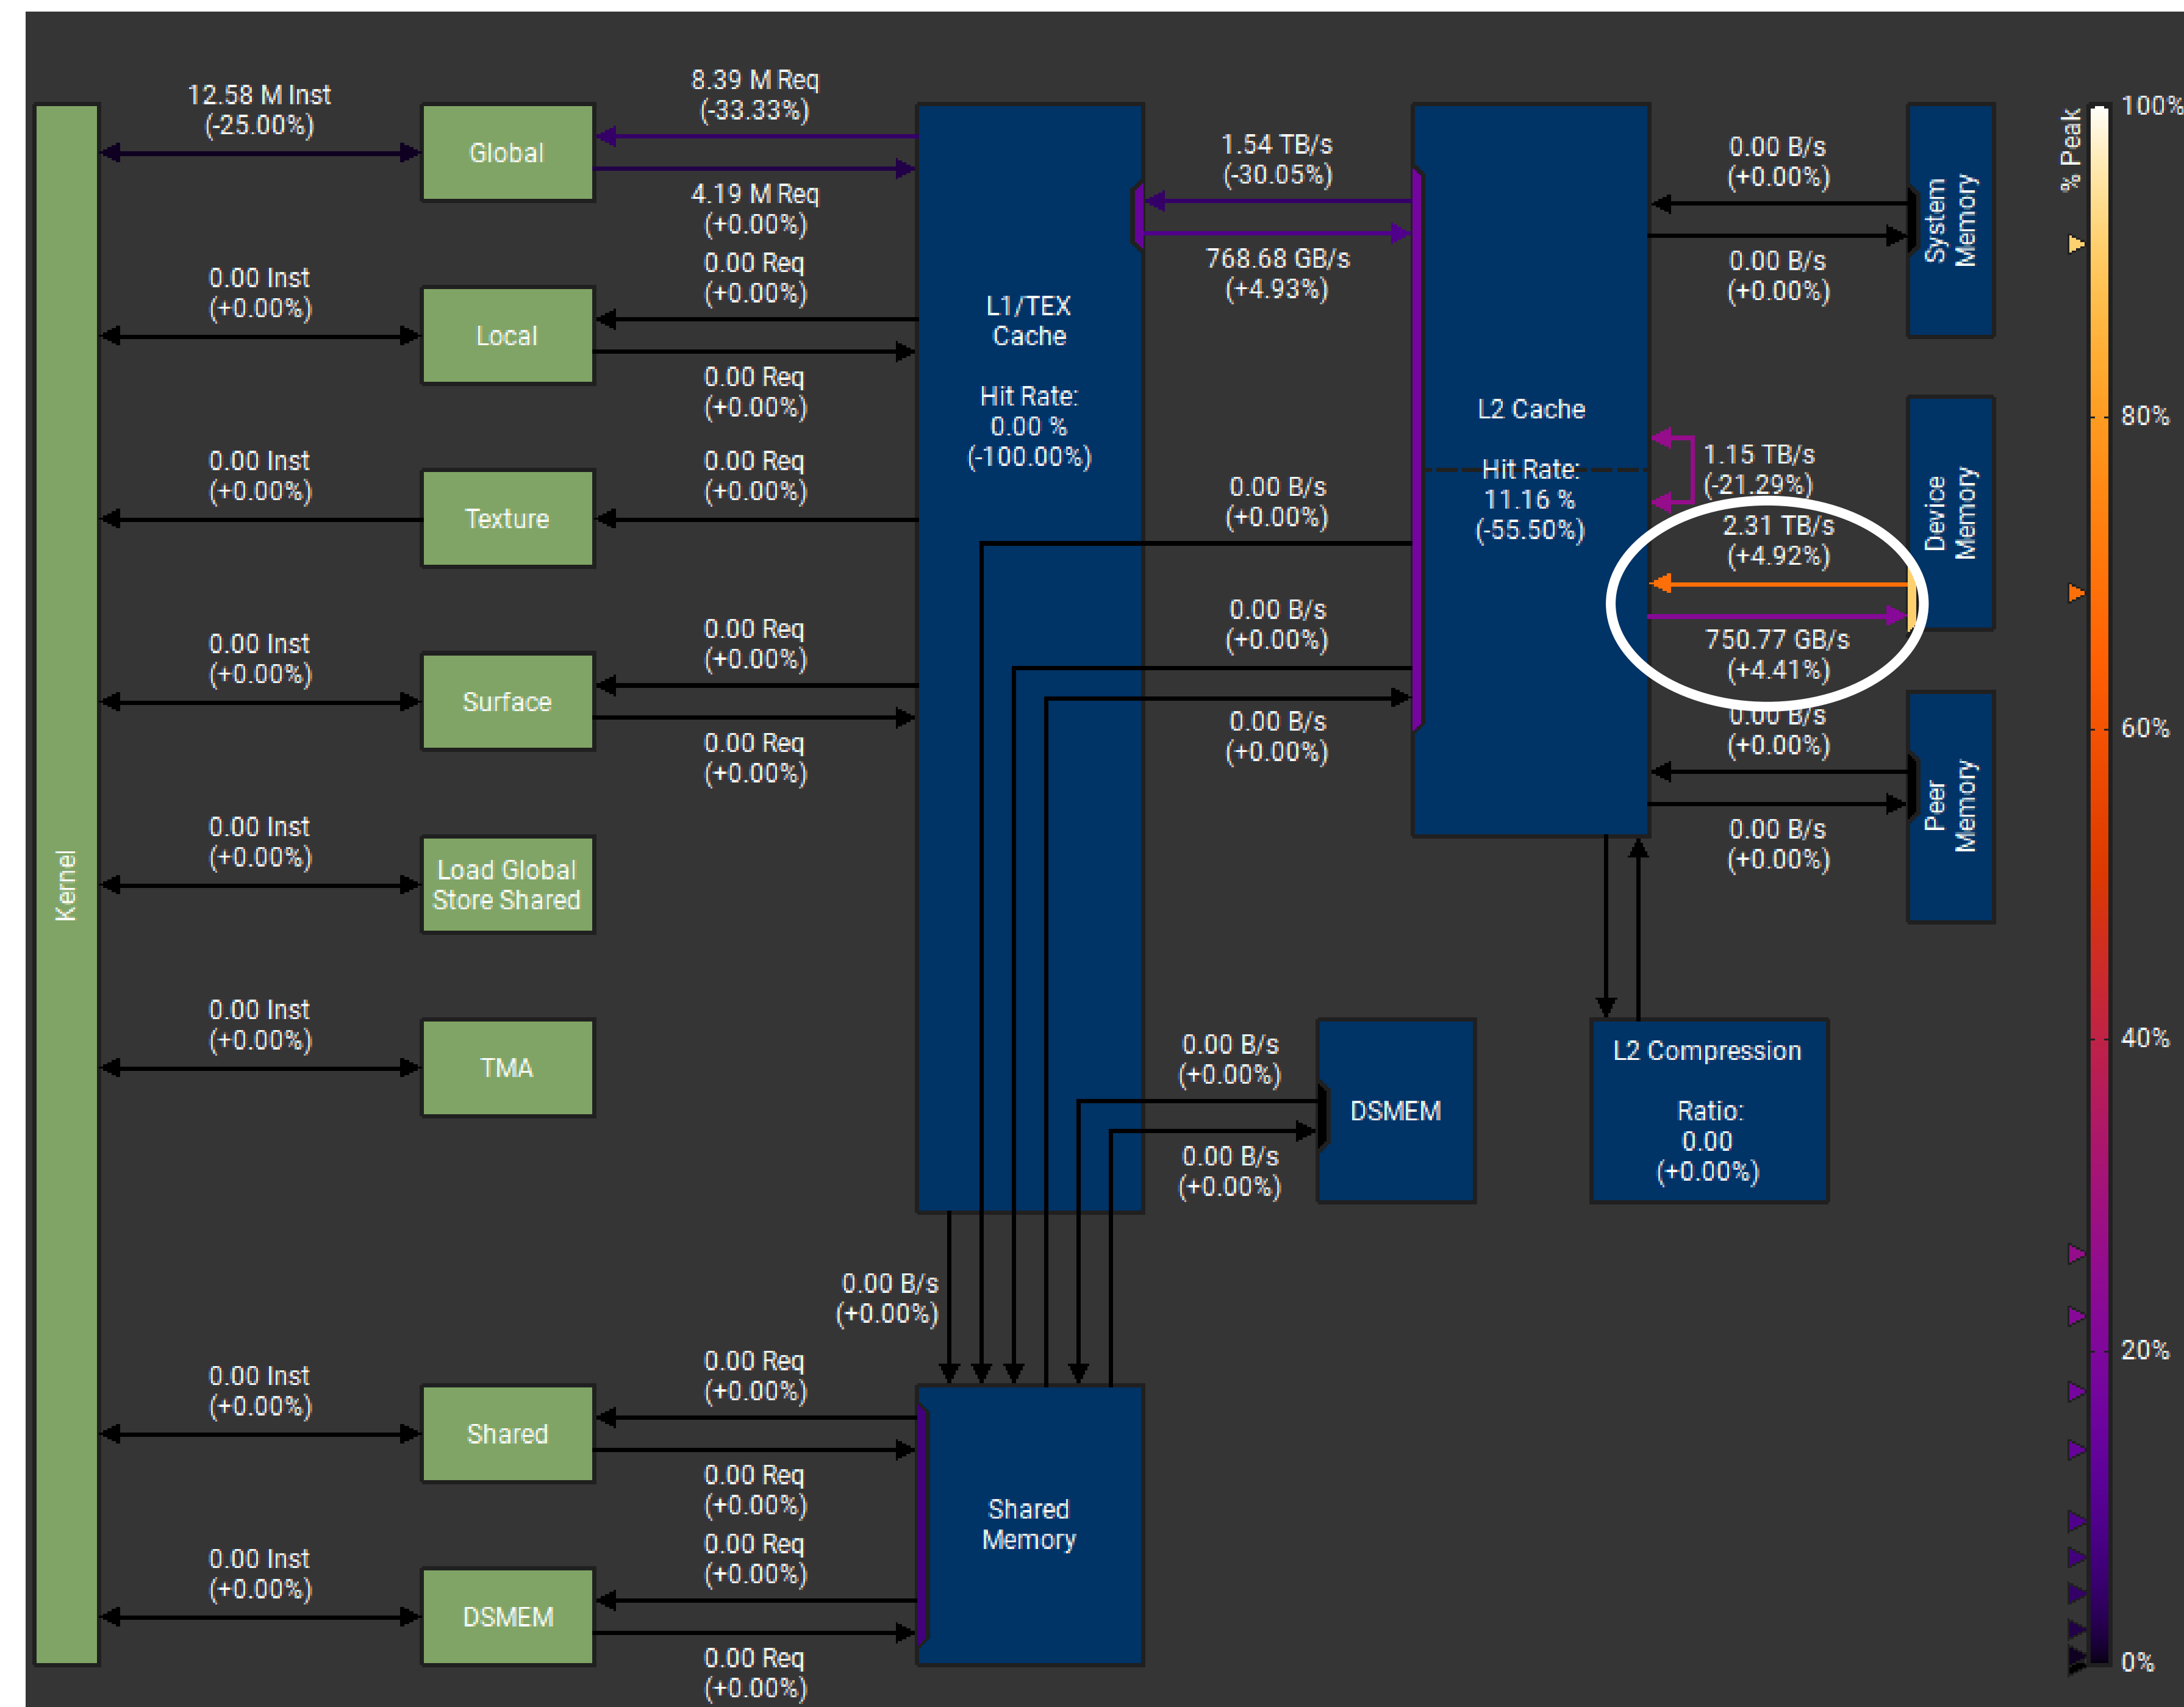 12.58 M Inst
(-25.00%)
Global
8.39 M Req
(-33.33%)
4.19 M Req
(+0.00%)
0.00 Inst
(+0.00%)
Local
0.00 Req
(+0.00%)
0.00 Req
(+0.00%)
0.00 Inst
(+0.00%)
Texture
0.00 Req
(+0.00%)
0.00 Inst
(+0.00%)
Surface
0.00 Req
(+0.00%)
0.00 Req
(+0.00%)
0.00 Inst
(+0.00%)
Load Global
Store Shared
0.00 Inst
(+0.00%)
TMA
0.00 Inst
(+0.00%)
Shared
0.00 Req
(+0.00%)
0.00 Req
(+0.00%)
0.00 Inst
(+0.00%)
DSMEM
0.00 Req
(+0.00%)
0.00 Req
(+0.00%)
Kernel
L1/TEX
Cache
Hit Rate:
0.00 %
(-100.00%)
1.54 TB/s
(-30.05%)
768.68 GB/s
(+4.93%)
0.00 B/s
(+0.00%)
0.00 B/s
(+0.00%)
0.00 B/s
(+0.00%)
L2 Cache
Hit Rate:
11.16 %
(-55.50%)
0.00 B/s
(+0.00%)
0.00 B/s
(+0.00%)
System
Memory
1.15 TB/s
(-21.29%)
2.31 TB/s
(+4.92%)
750.77 GB/s
(+4.41%)
Device
Memory
0.00 B/s
(+0.00%)
0.00 B/s
(+0.00%)
Peer
Memory
0.00 B/s
(+0.00%)
0.00 B/s
(+0.00%)
DSMEM
L2 Compression
Ratio:
0.00
(+0.00%)
0.00 B/s
(+0.00%)
Shared
Memory
% Peak
100%
80%
60%
40%
20%
0%